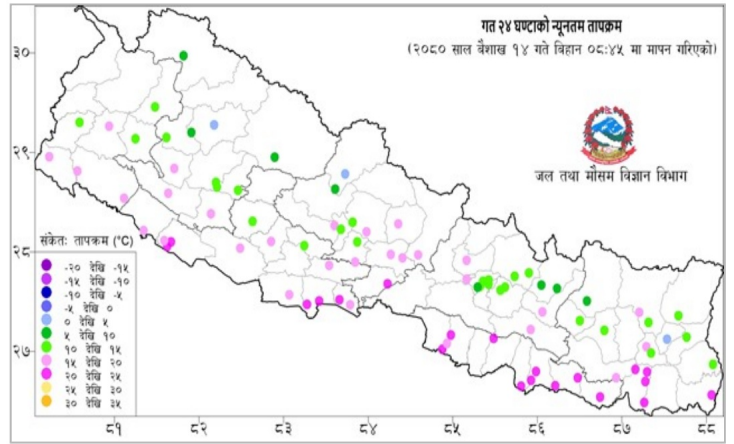 गत २४ घण्टाको न्यूनतम तापक्रम
(२०८० साल बैशाख १४ गते बिहान ०८:४५ मा मापन गरिएको)
३०
२९
जल तथा मौसम विज्ञान विभाग
संकेतः तापक्रम (°C)
२८
-२० देखि -१५
-१५ देखि -१०
-१० देखि -५
-५ देखि ०
० देखि ५
५ देखि १०
१० देखि १५
१५ देखि २०
२० देखि २५
२५ देखि ३०
३० देखि ३५
२७
८१ ८२ ८३ ८४ ८५ ८६ ८७ ८८